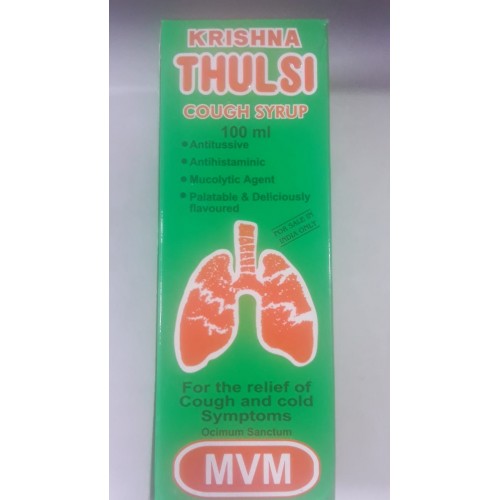 KRISHNA
THULSI
COUGH SYRUP
100 ml
• Antitussive
• Antihistaminic
• Mucolytic Agent
• Palatable & Deliciously
flavoured
FOR SALE IN
INDIA ONLY
For the relief of
Cough and cold
Symptoms
Ocimum Sanctum
MVM